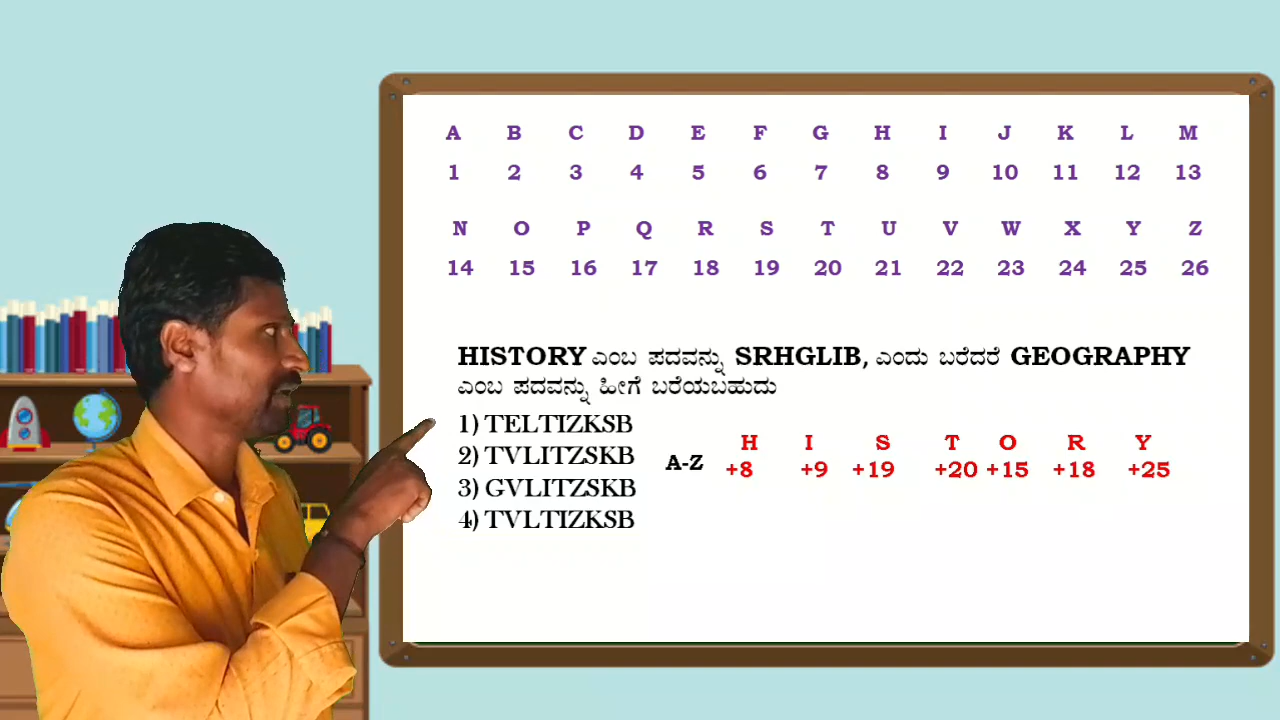 A B C D E F G H I J K L M
1 2 3 4 5 6 7 8 9 10 11 12 13
N O P Q R S T U V W X Y Z
14 15 16 17 18 19 20 21 22 23 24 25 26
HISTORY ಎಂಬ ಪದವನ್ನು SRHGLIB, ಎಂದು ಬರೆದರೆ GEOGRAPHY
ಎಂಬ ಪದವನ್ನು ಹೀಗೆ ಬರೆಯಬಹುದು
1) TELTIZKSB
2) TVLITZSKB
3) GVLITZSKB
4) TVLTIZKSB
A-Z
H I S T O R Y
+8 +9 +19 +20 +15 +18 +25